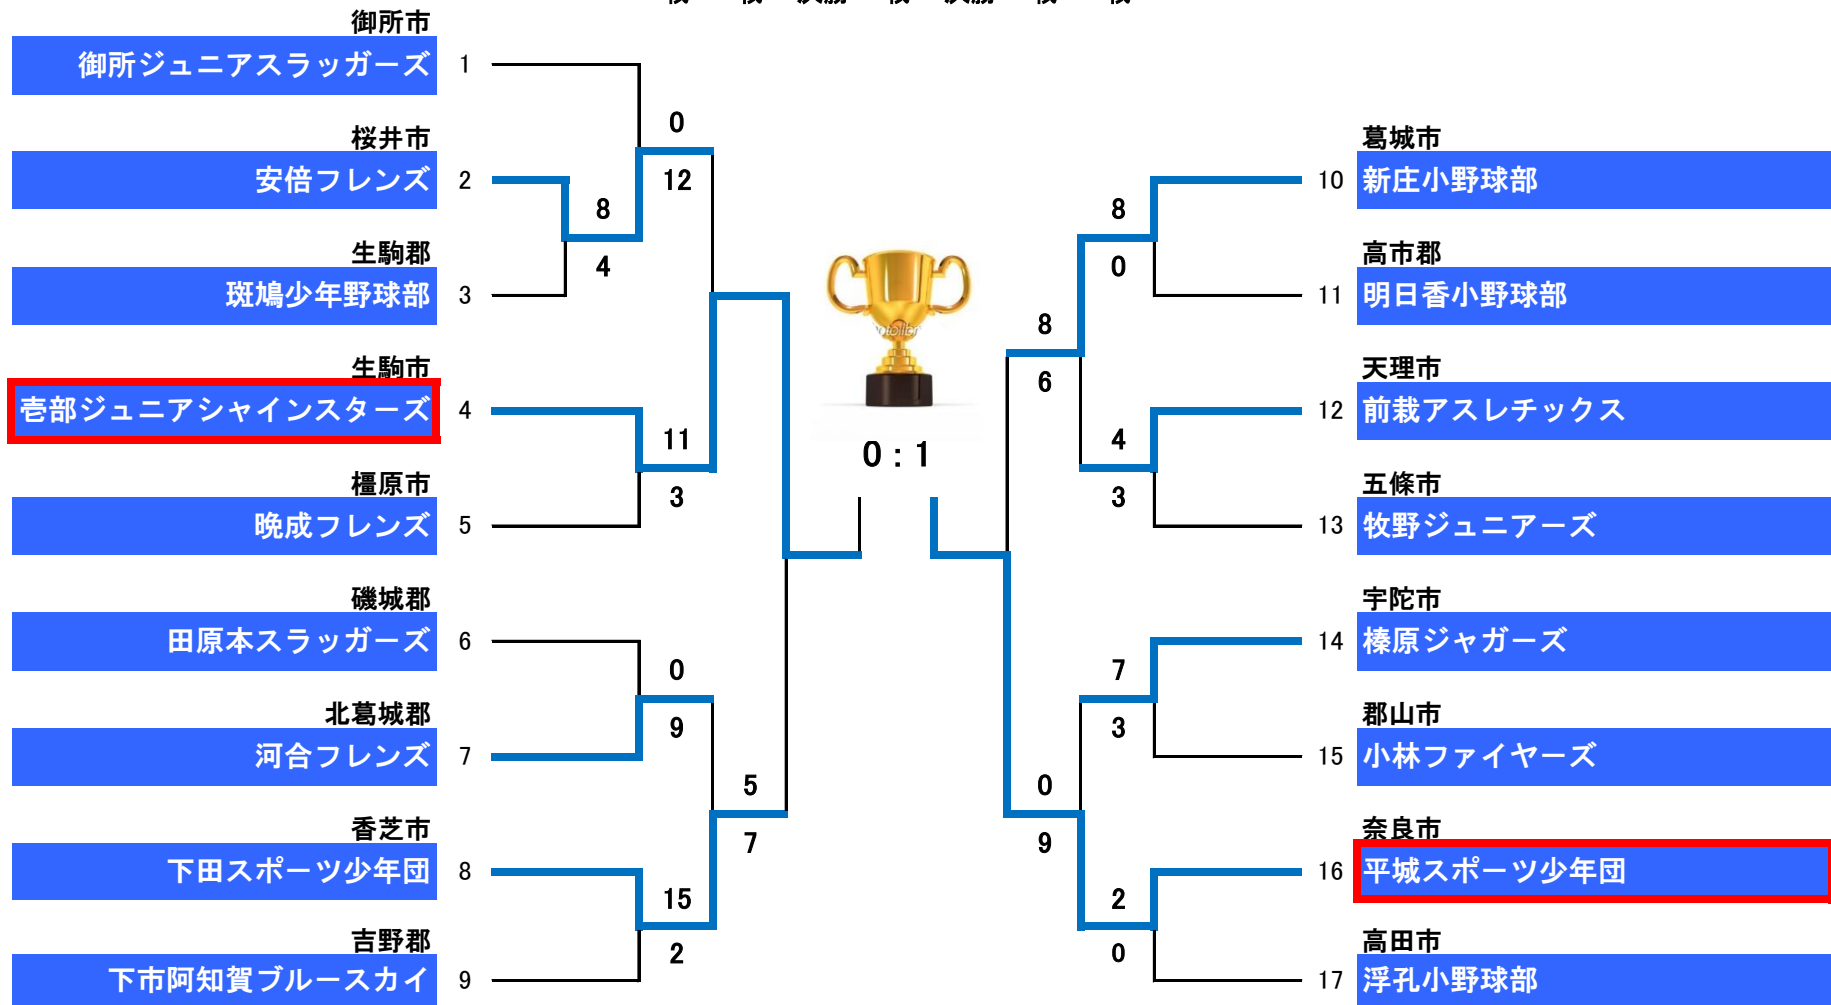 戦 戦 決勝 戦 決勝 戦 戦
御所市
御所ジュニアスラッガーズ 1
0
桜井市
安倍フレンズ 2
12
8
生駒郡
4
斑鳩少年野球部 3
生駒市
壱部ジュニアシャインスターズ 4
11
橿原市
3
晩成フレンズ 5
磯城郡
田原本スラッガーズ 6
0
北葛城郡
9
河合フレンズ 7
5
香芝市
7
下田スポーツ少年団 8
15
吉野郡
2
下市阿知賀ブルースカイ 9
0：1
葛城市
10 新庄小野球部
8
高市郡
0
11 明日香小野球部
8
天理市
6
12 前栽アスレチックス
4
五條市
3
13 牧野ジュニアーズ
宇陀市
14 榛原ジャガーズ
7
郡山市
3
15 小林ファイヤーズ
0
奈良市
9
16 平城スポーツ少年団
2
高田市
0
17 浮孔小野球部